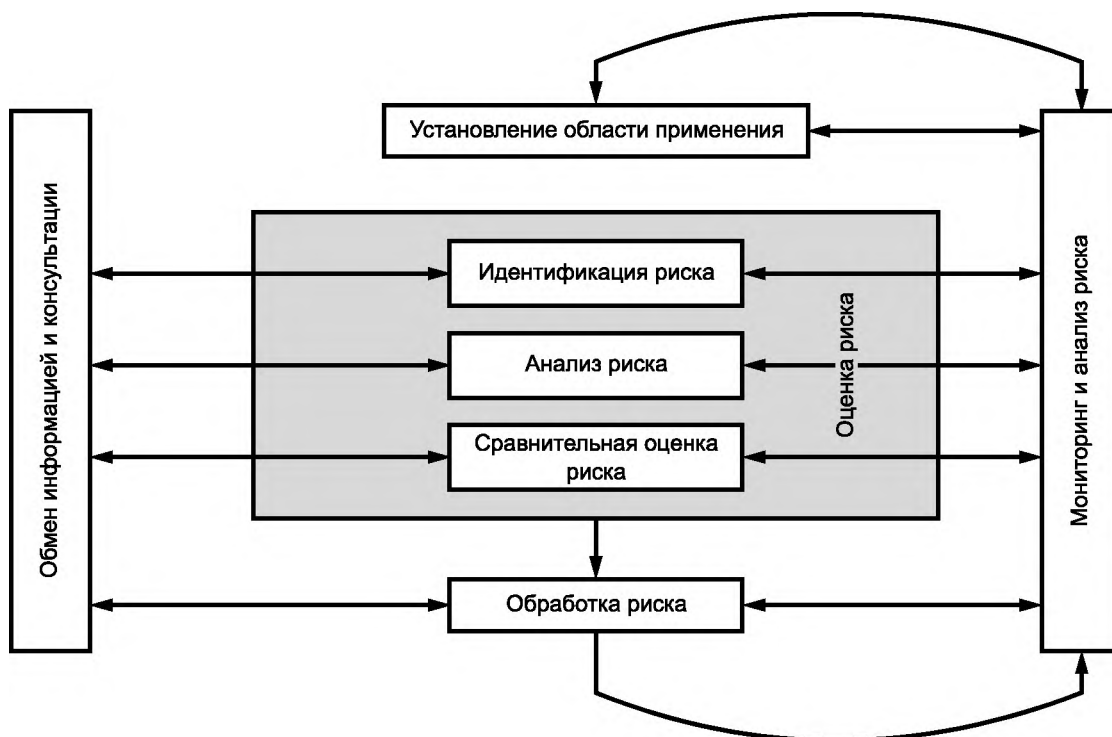 Установление области применения
Обмен информацией и консультации
Идентификация риска
Анализ риска
Сравнительная оценка
риска
Оценка риска
Мониторинг и анализ риска
Обработка риска